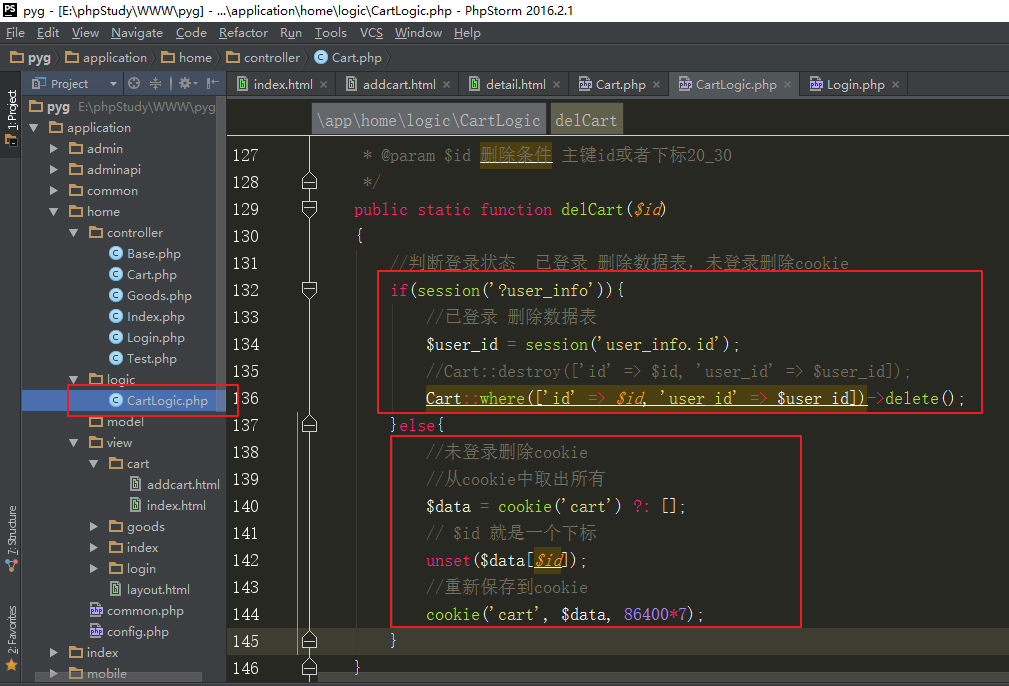 PS pyg - [E:\phpStudy\WWW\pyg] - ...\application\home\logic\CartLogic.php - PhpStorm 2016.2.1
File Edit View Navigate Code Refactor Run Tools VCS Window Help
pyg application home controller Cart.php
Project
index.html addcart.html detail.html Cart.php CartLogic.php Login.php
1: Project
7: Structure
2: Favorites
pyg E:\phpStudy\WWW\pyg
application
admin
adminapi
common
home
controller
Base.php
Cart.php
Goods.php
Index.php
Login.php
Test.php
logic
CartLogic.php
model
view
cart
addcart.html
index.html
goods
index
login
layout.html
common.php
config.php
index
mobile
\app\home\logic\CartLogic delCart
127 * @param $id 删除条件 主键id或者下标20_30
128 */
129 public static function delCart($id)
130 {
131 //判断登录状态 已登录 删除数据表，未登录删除cookie
132 if(session('?user_info')){
133 //已登录 删除数据表
134 $user_id = session('user_info.id');
135 //Cart::destroy(['id' => $id, 'user_id' => $user_id]);
136 Cart::where(['id' => $id, 'user_id' => $user_id])->delete();
137 }else{
138 //未登录删除cookie
139 //从cookie中取出所有
140 $data = cookie('cart') ?: [];
141 // $id 就是一个下标
142 unset($data[$id]);
143 //重新保存到cookie
144 cookie('cart', $data, 86400*7);
145 }
146 }